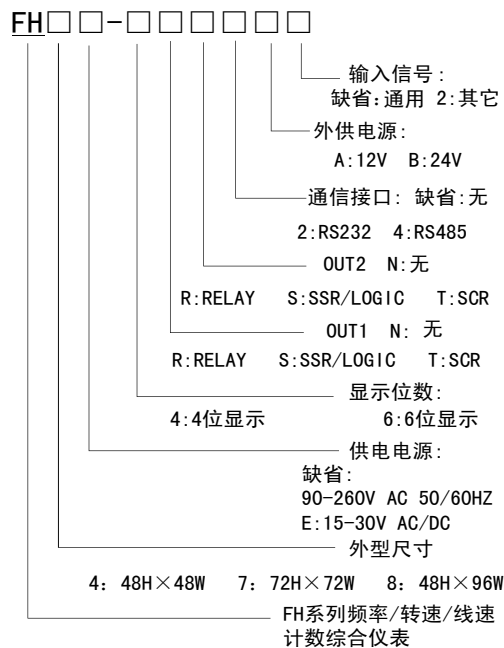 FH□□-□□□□□□
输入信号:
缺省:通用 2:其它
外供电源:
A:12V B:24V
通信接口: 缺省:无
2:RS232 4:RS485
OUT2 N:无
R:RELAY S:SSR/LOGIC T:SCR
OUT1 N: 无
R:RELAY S:SSR/LOGIC T:SCR
显示位数:
4:4位显示 6:6位显示
供电电源:
缺省:
90-260V AC 50/60HZ
E:15-30V AC/DC
外型尺寸
4: 48H×48W 7: 72H×72W 8: 48H×96W
FH系列频率/转速/线速
计数综合仪表